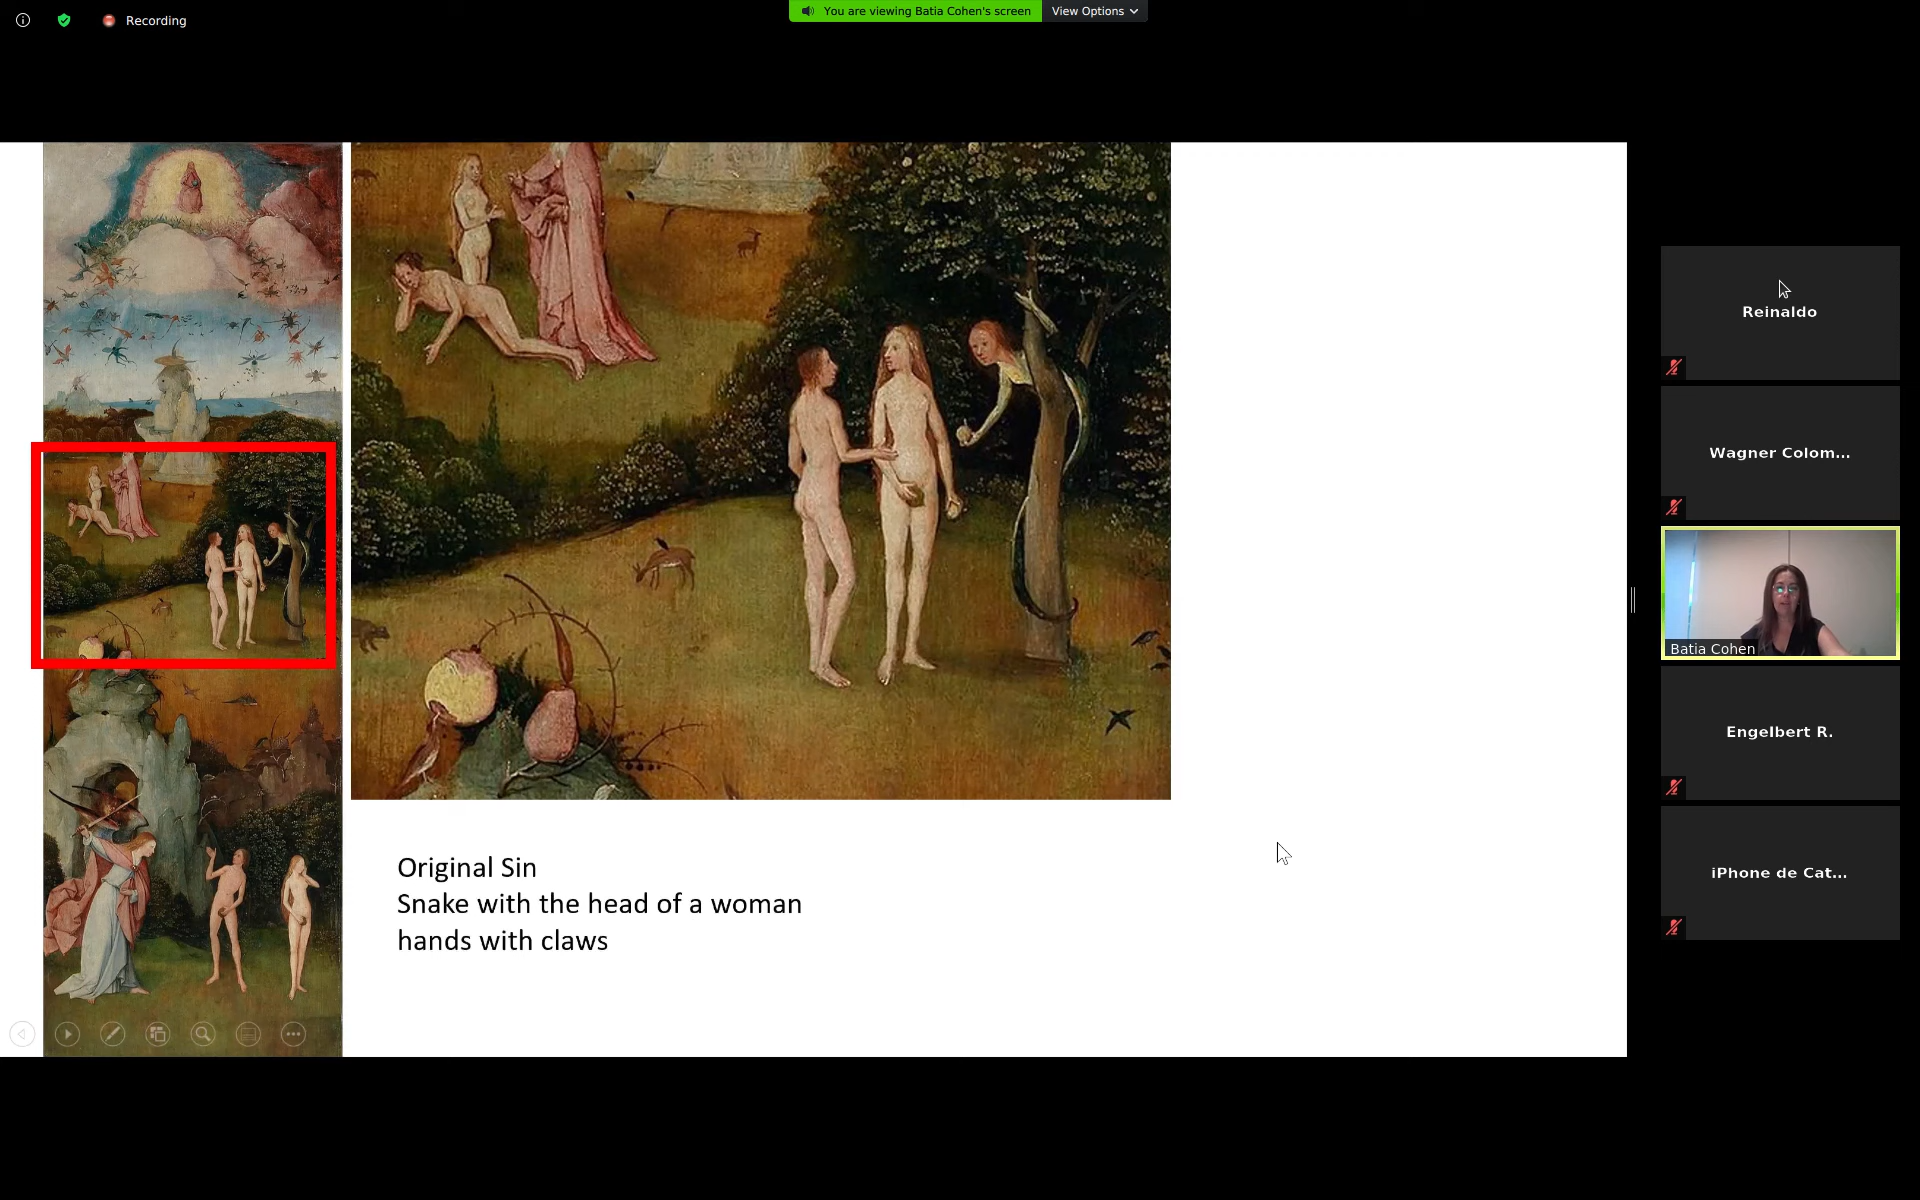 Recording
You are viewing Batia Cohen's screen
View Options
Reinaldo
Wagner Colom...
Batia Cohen
Engelbert R.
iPhone de Cat...
Original Sin
Snake with the head of a woman
hands with claws